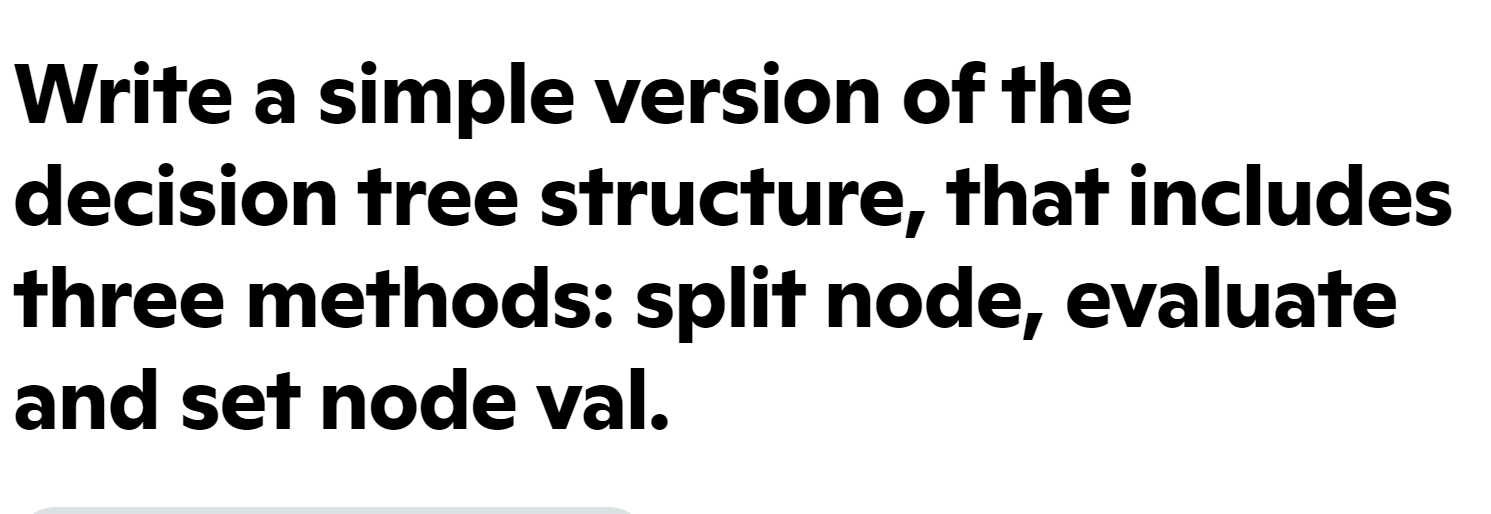 Write a simple version of the
decision tree structure, that includes
three methods: split node, evaluate
and set node val.